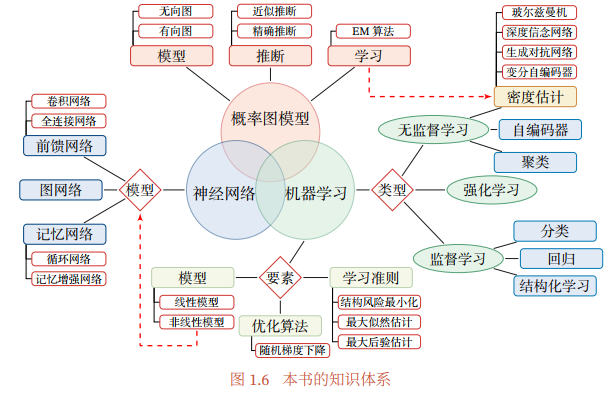 无向图
有向图
模型
近似推断
精确推断
推断
EM 算法
学习
玻尔兹曼机
深度信念网络
生成对抗网络
变分自编码器
密度估计
概率图模型
神经网络
机器学习
卷积网络
全连接网络
前馈网络
图网络
记忆网络
循环网络
记忆增强网络
模型
类型
无监督学习
自编码器
聚类
强化学习
监督学习
分类
回归
结构化学习
要素
模型
线性模型
非线性模型
优化算法
随机梯度下降
学习准则
结构风险最小化
最大似然估计
最大后验估计
图 1.6 本书的知识体系